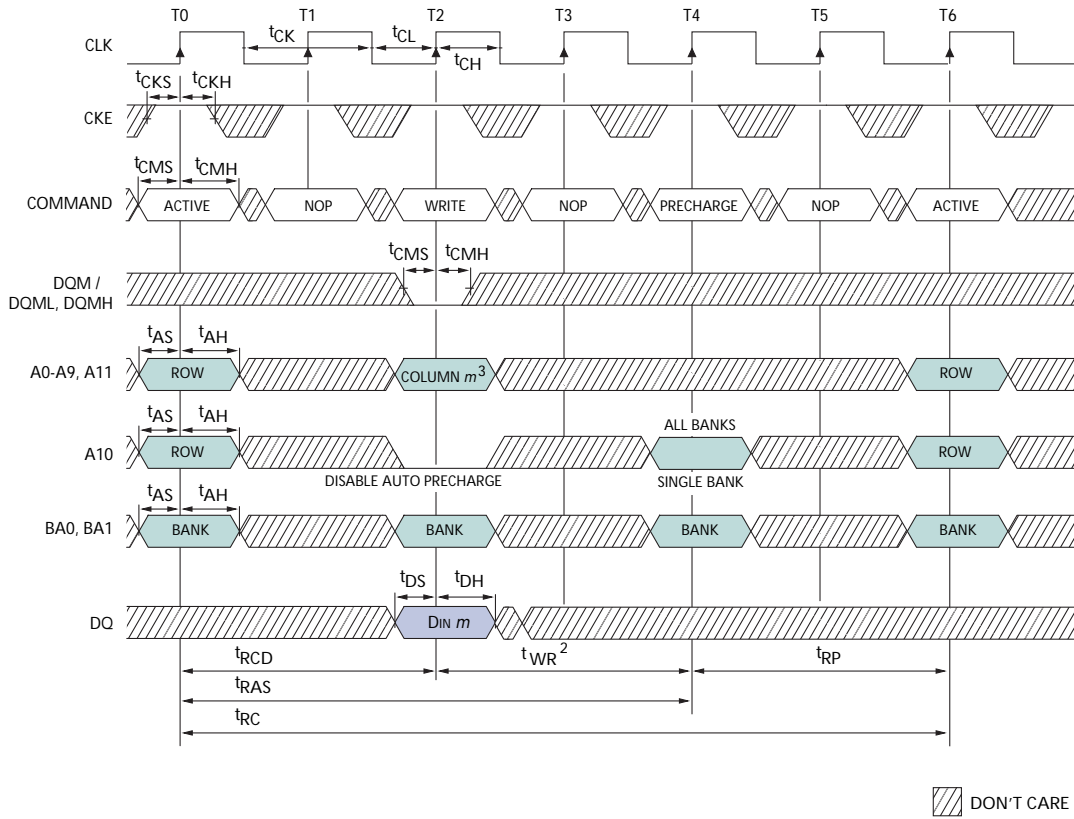 T0 T1 T2 T3 T4 T5 T6
tCK tCL
CLK
tCH
tCKS tCKH
CKE
tCMS tCMH
COMMAND ACTIVE NOP WRITE NOP PRECHARGE NOP ACTIVE
tCMS tCMH
DQM /
DQML, DQMH
tAS tAH
A0-A9, A11 ROW COLUMN m3 ROW
tAS tAH
ALL BANKS
A10 ROW ROW
DISABLE AUTO PRECHARGE SINGLE BANK
tAS tAH
BA0, BA1 BANK BANK BANK BANK
tDS tDH
DQ DIN m
tRCD tWR2 tRP
tRAS
tRC
DON'T CARE